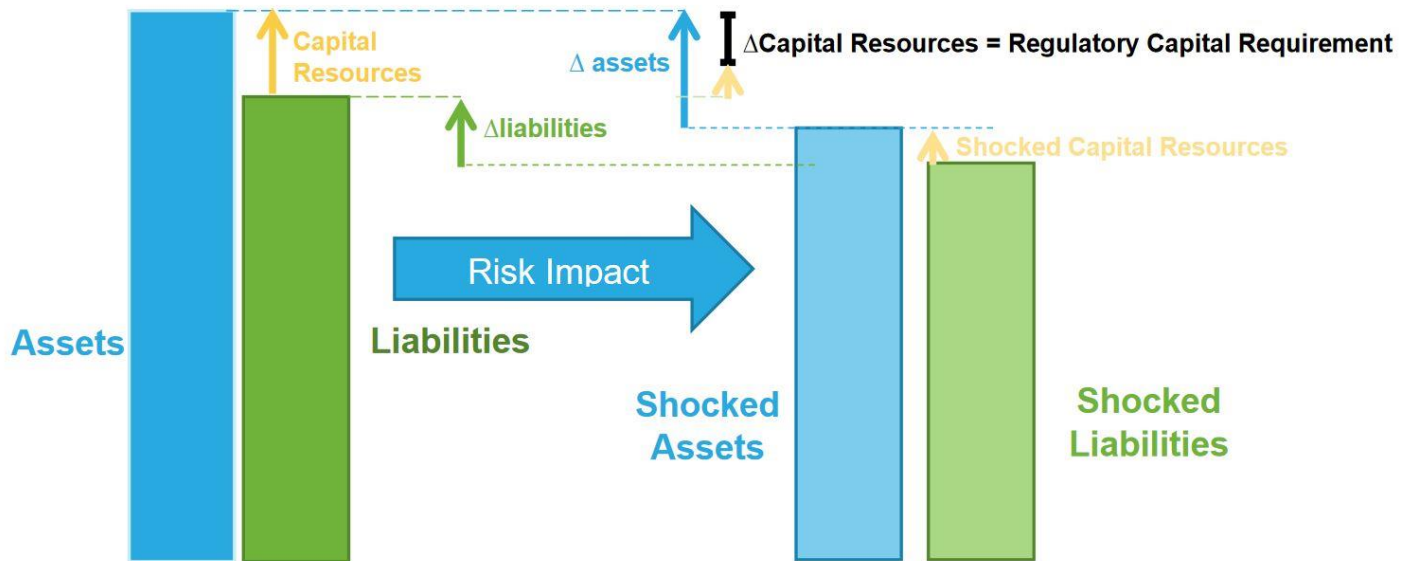 Capital
Resources
Δ assets
ΔCapital Resources = Regulatory Capital Requirement
Δliabilities
Shocked Capital Resources
Risk Impact
Assets
Liabilities
Shocked
Assets
Shocked
Liabilities